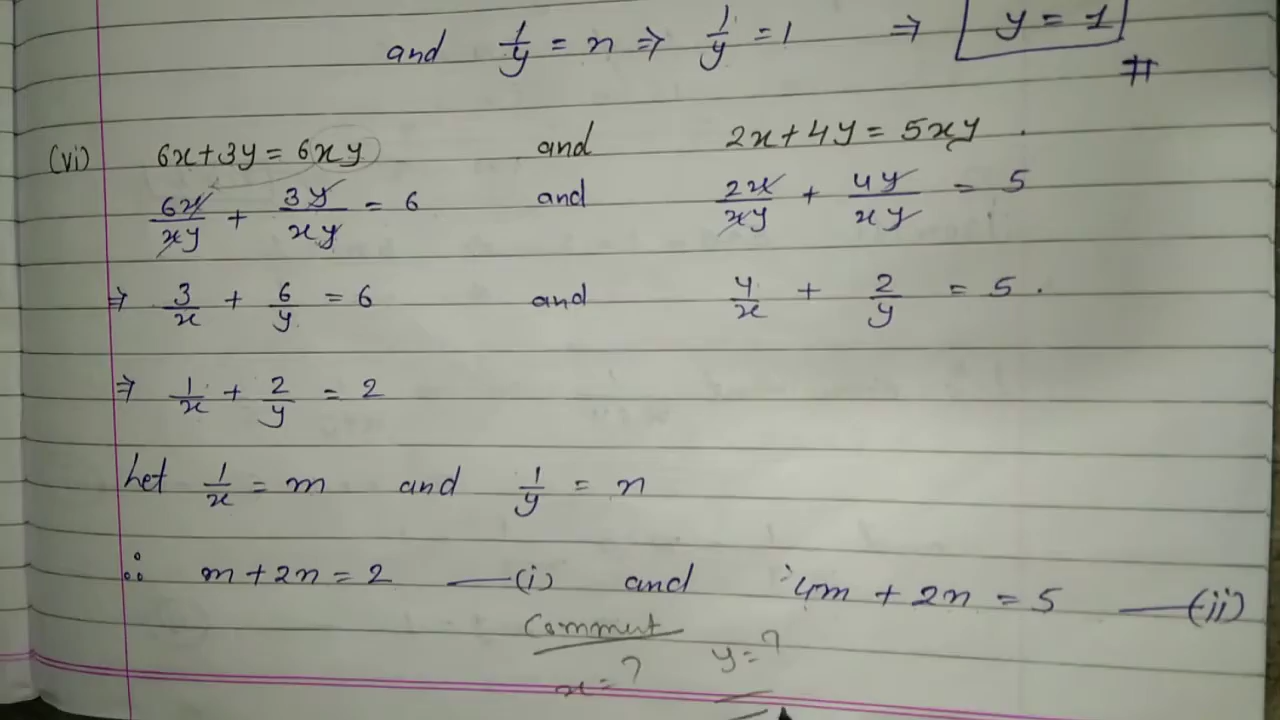 and 1/y = n ⇒ 1/y = 1 ⇒ y = 1
#
(vi) 6x+3y = 6xy and 2x+4y = 5xy .
6x/xy + 3y/xy = 6 and 2x/xy + 4y/xy = 5
⇒ 3/x + 6/y = 6 and 4/x + 2/y = 5 .
⇒ 1/x + 2/y = 2
Let 1/x = m and 1/y = n
∴ m+2n = 2 —(i) and 4m + 2n = 5 —(ii)
Comment
x = ? y = ?